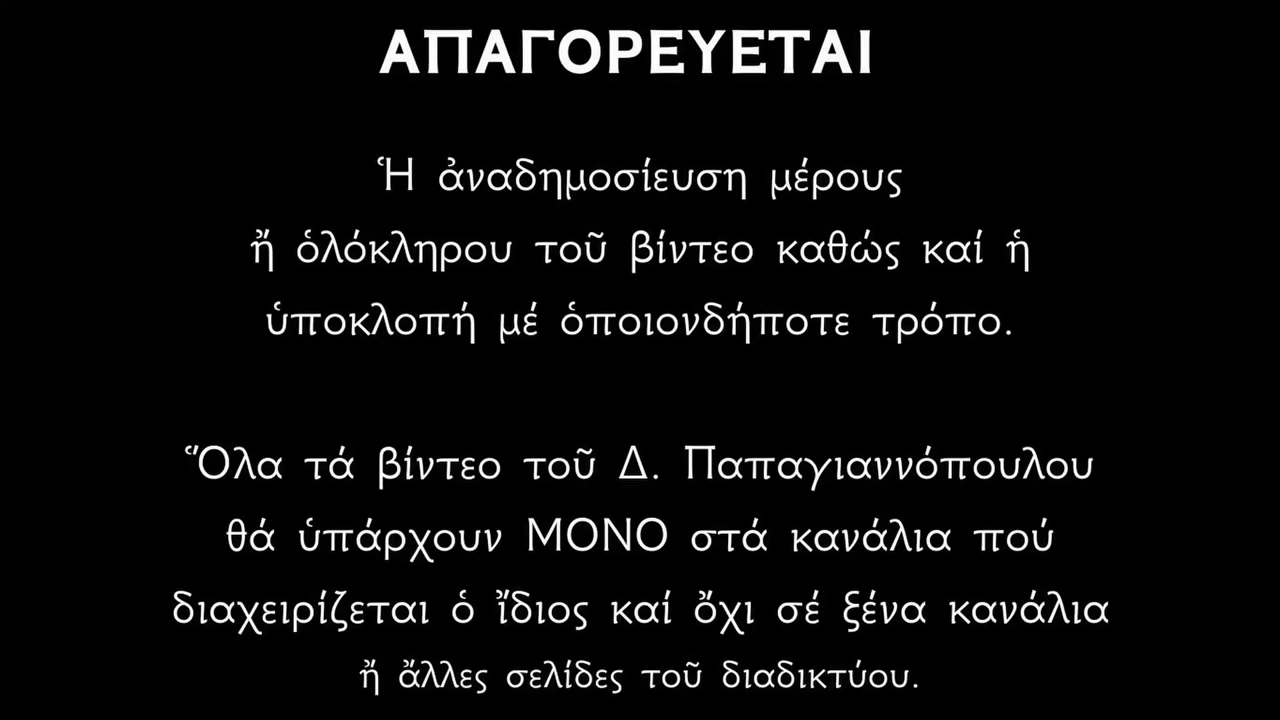 ΑΠΑΓΟΡΕΥΕΤΑΙ
Ἡ ἀναδημοσίευση μέρους
ἤ ὁλόκληρου τοῦ βίντεο καθώς καί ἡ
ὑποκλοπή μέ ὁποιονδήποτε τρόπο.
Ὅλα τά βίντεο τοῦ Δ. Παπαγιαννόπουλου
θά ὑπάρχουν ΜΟΝΟ στά κανάλια πού
διαχειρίζεται ὁ ἴδιος καί ὄχι σέ ξένα κανάλια
ἤ ἄλλες σελίδες τοῦ διαδικτύου.